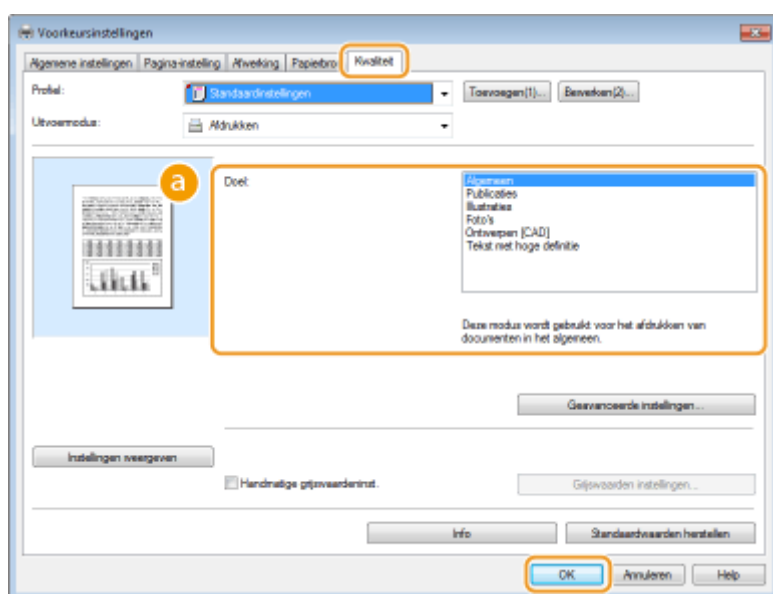 Voorkeursinstellingen
Algemene instellingen Pagina-instelling Afwerking Papierbro Kwaliteit
Profiel: Standaardinstellingen Toevoegen(1)... Bewerken(2)...
Uitvoermodus: Afdrukken
a
Doel: Algemeen
Publicaties
Illustraties
Foto's
Ontwerpen [CAD]
Tekst met hoge definitie
Deze modus wordt gebruikt voor het afdrukken van
documenten in het algemeen.
Geavanceerde instellingen...
Instellingen weergeven
Handmatige grijswaardeninst.
Grijswaarden instellingen...
Info Standaardwaarden herstellen
OK Annuleren Help